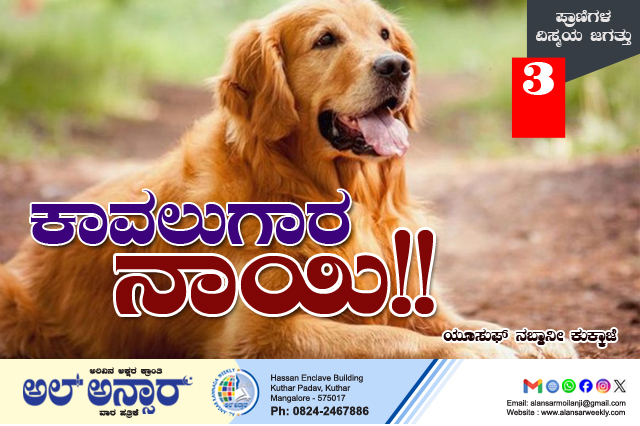 ಪ್ರಾಣಿಗಳ
ವಿಸ್ಮಯ ಜಗತ್ತು
3
ಕಾವಲುಗಾರ
ನಾಯಿ!!
ಯೂಸುಫ್ ನಬ್ಹಾನೀ ಕುಕ್ಕಾಜೆ
ಅರಿವಿನ ಅಕ್ಷರ ಕ್ರಾಂತಿ
ಅಲ್ ಅನ್ಸಾರ್
ವಾರ ಪತ್ರಿಕೆ
Hassan Enclave Building
Kuthar Padav, Kuthar
Mangalore - 575017
Ph: 0824-2467886
Email: alansarmoilanji@gmail.com
Website : www.alansarweekly.com